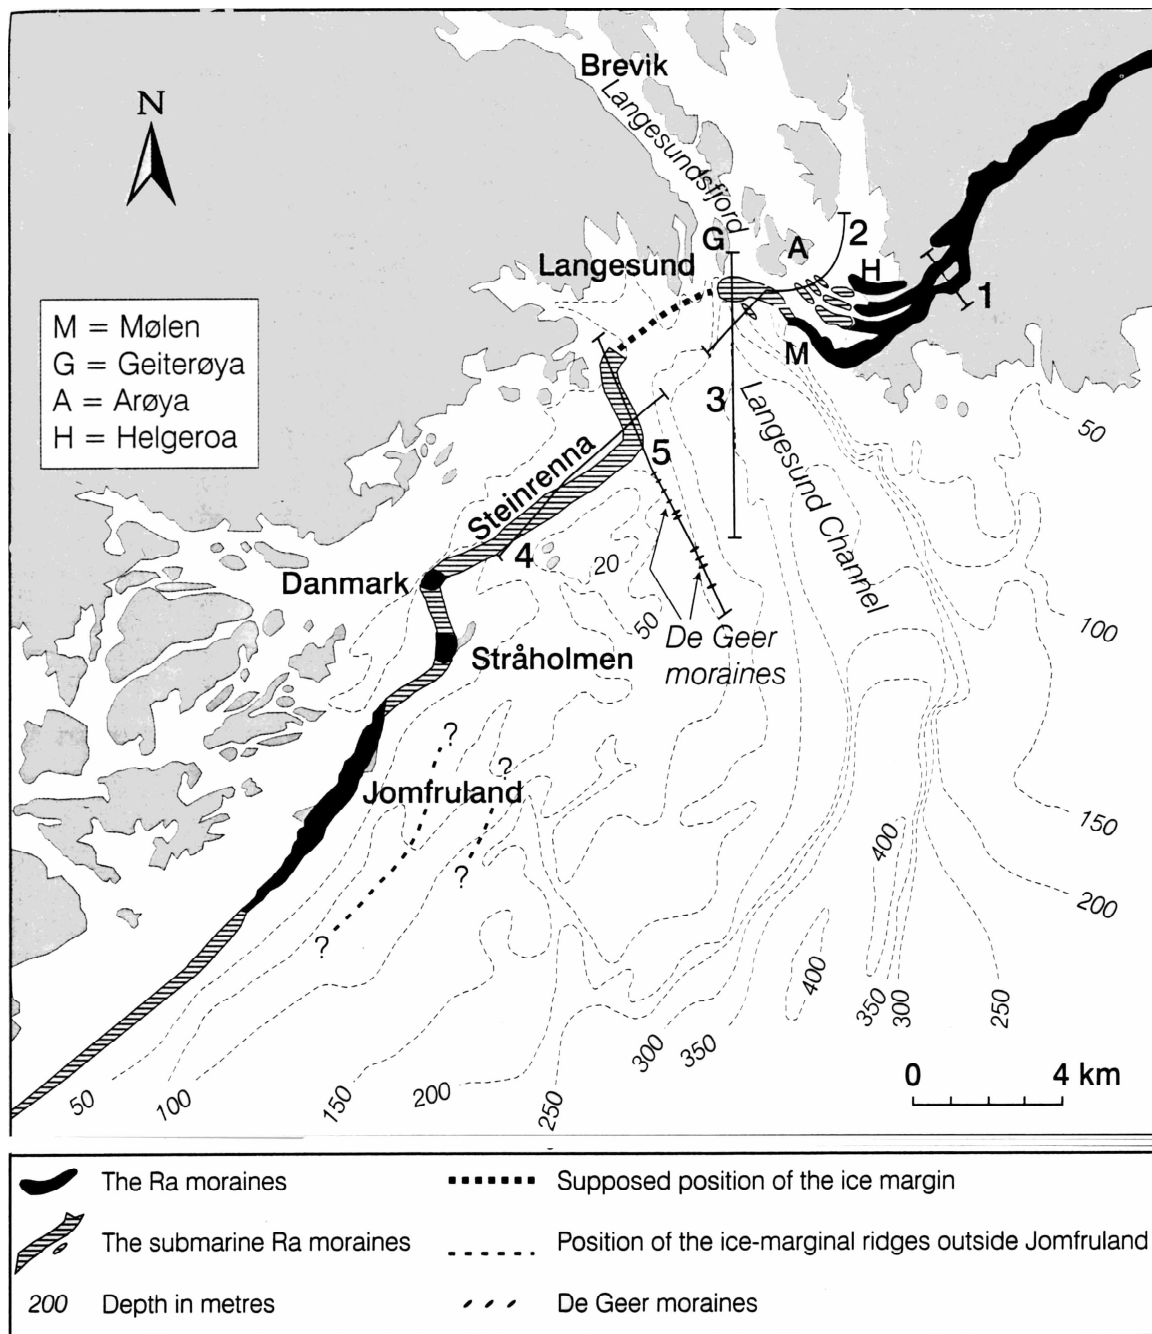 Brevik
Langesundsfjord
N
G
A
2
H
Langesund
1
M = Mølen
G = Geiterøya
A = Arøya
H = Helgeroa
M
3
Langesund Channel
50
5
Steinrenna
4
20
Danmark
50
De Geer
moraines
100
Stråholmen
?
?
Jomfruland
150
400
?
200
?
400
350
300
250
300
350
0 4 km
50
100
150
200
250
The Ra moraines
Supposed position of the ice margin
The submarine Ra moraines
Position of the ice-marginal ridges outside Jomfruland
200 Depth in metres
De Geer moraines